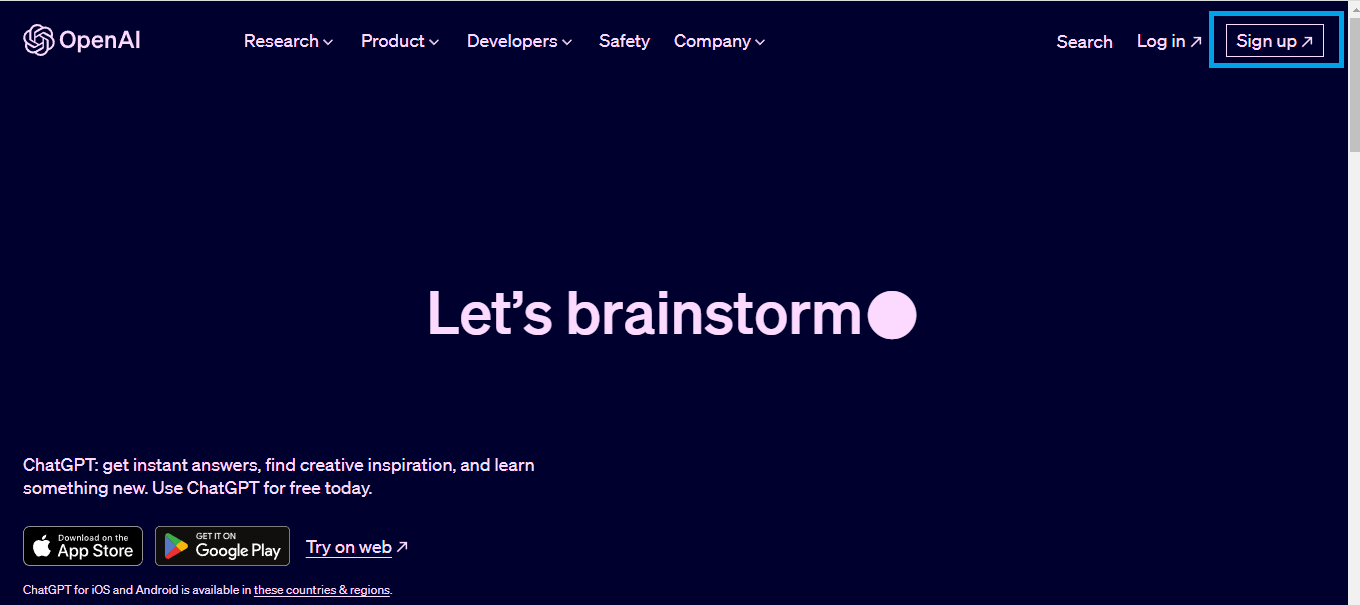 OpenAI Research Product Developers Safety Company Search Log in ↗ Sign up ↗
Let’s brainstorm
ChatGPT: get instant answers, find creative inspiration, and learn
something new. Use ChatGPT for free today.
Download on the
App Store
GET IT ON
Google Play
Try on web ↗
ChatGPT for iOS and Android is available in these countries & regions.